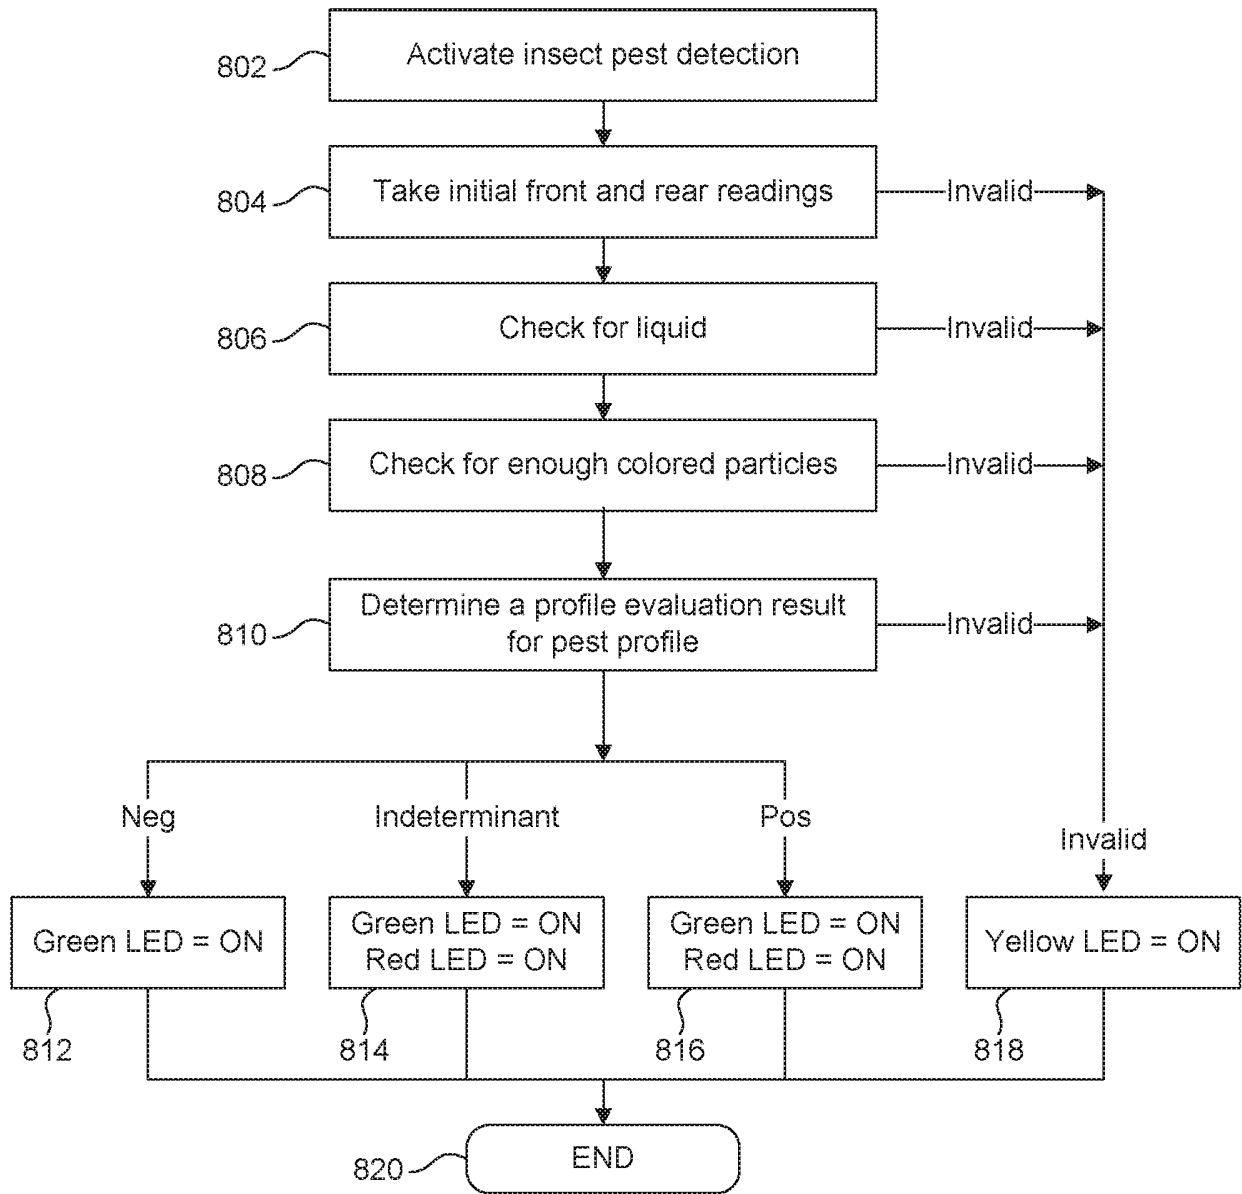 Activate insect pest detection
802
Take initial front and rear readings
Invalid
804
Check for liquid
Invalid
806
Check for enough colored particles
Invalid
808
Determine a profile evaluation result
for pest profile
Invalid
810
Neg
Indeterminant
Pos
Invalid
Green LED = ON
Green LED = ON
Red LED = ON
Green LED = ON
Red LED = ON
Yellow LED = ON
812
814
816
818
END
820